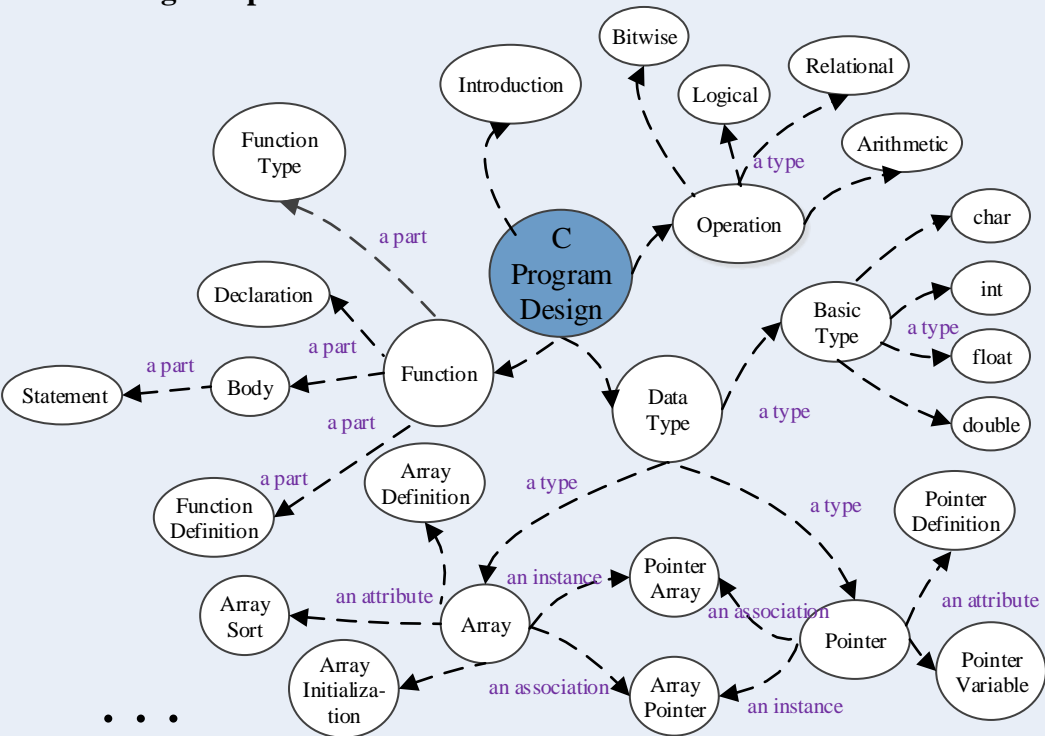 Bitwise
Relational
Introduction
Logical
Function
Type
Arithmetic
a type
char
Operation
C
Program
Design
a part
Declaration
int
Basic
Type
a type
float
a part
a part
Function
Statement
Body
Data
Type
a type
double
a part
Array
Definition
a part
a type
Pointer
Definition
Function
Definition
a type
an instance
Pointer
Array
an attribute
an association
an attribute
Array
Sort
Array
Pointer
Array
Initializa-
tion
an association
Array
Pointer
an instance
Pointer
Variable
. . .